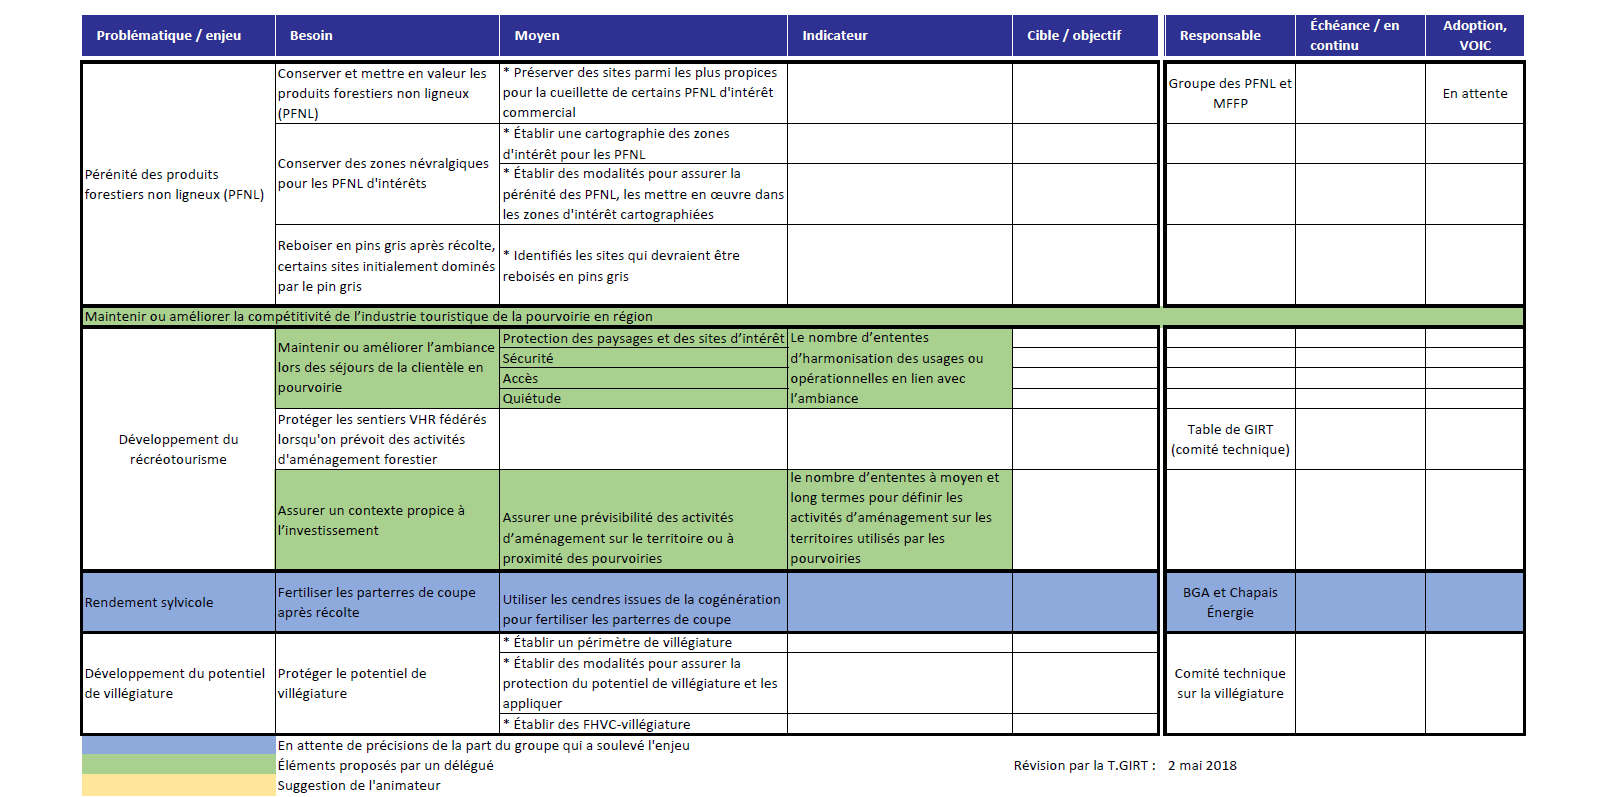 Problématique / enjeu
Besoin
Moyen
Indicateur
Cible / objectif
Responsable
Échéance / en
continu
Adoption,
VOIC
Pérénité des produits
forestiers non ligneux (PFNL)
Conserver et mettre en valeur les
produits forestiers non ligneux
(PFNL)
* Préserver des sites parmi les plus propices
pour la cueillette de certains PFNL d'intérêt
commercial
Groupe des PFNL et
MFFP
En attente
Conserver des zones névralgiques
pour les PFNL d'intérêts
* Établir une cartographie des zones
d'intérêt pour les PFNL
* Établir des modalités pour assurer la
pérénité des PFNL, les mettre en œuvre dans
les zones d'intérêt cartographiées
Reboiser en pins gris après récolte,
certains sites initialement dominés
par le pin gris
* Identifiés les sites qui devraient être
reboisés en pins gris
Maintenir ou améliorer la compétitivité de l’industrie touristique de la pourvoirie en région
Développement du
récréotourisme
Maintenir ou améliorer l’ambiance
lors des séjours de la clientèle en
pourvoirie
Protection des paysages et des sites d’intérêt
Sécurité
Accès
Quiétude
Le nombre d’ententes
d’harmonisation des usages ou
opérationnelles en lien avec
l’ambiance
Protéger les sentiers VHR fédérés
lorsqu'on prévoit des activités
d'aménagement forestier
Table de GIRT
(comité technique)
Assurer un contexte propice à
l’investissement
Assurer une prévisibilité des activités
d’aménagement sur le territoire ou à
proximité des pourvoiries
le nombre d’ententes à moyen et
long termes pour définir les
activités d’aménagement sur les
territoires utilisés par les
pourvoiries
Rendement sylvicole
Fertiliser les parterres de coupe
après récolte
Utiliser les cendres issues de la cogénération
pour fertiliser les parterres de coupe
BGA et Chapais
Énergie
Développement du potentiel
de villégiature
Protéger le potentiel de
villégiature
* Établir un périmètre de villégiature
* Établir des modalités pour assurer la
protection du potentiel de villégiature et les
appliquer
* Établir des FHVC-villégiature
Comité technique
sur la villégiature
En attente de précisions de la part du groupe qui a soulevé l'enjeu
Éléments proposés par un délégué
Suggestion de l'animateur
Révision par la T.GIRT : 2 mai 2018